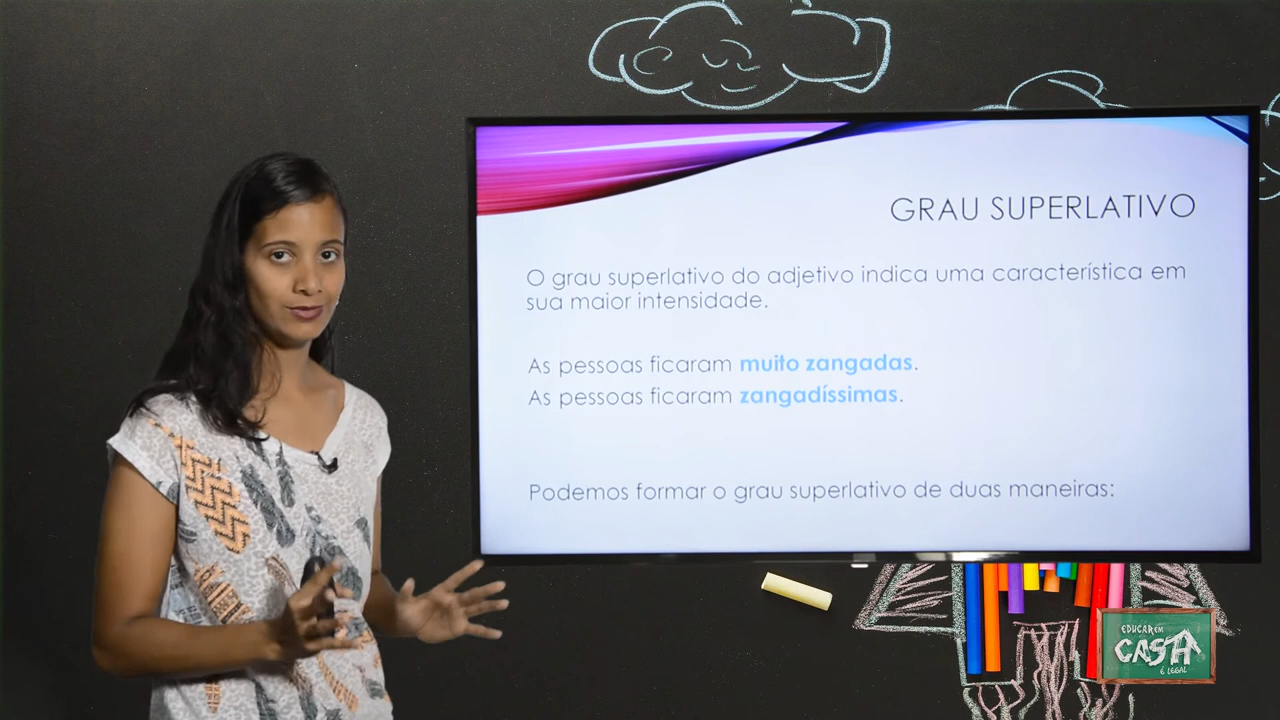 GRAU SUPERLATIVO
O grau superlativo do adjetivo indica uma característica em
sua maior intensidade.
As pessoas ficaram muito zangadas.
As pessoas ficaram zangadíssimas.
Podemos formar o grau superlativo de duas maneiras:
EDUCAR EM
CASA
É LEGAL